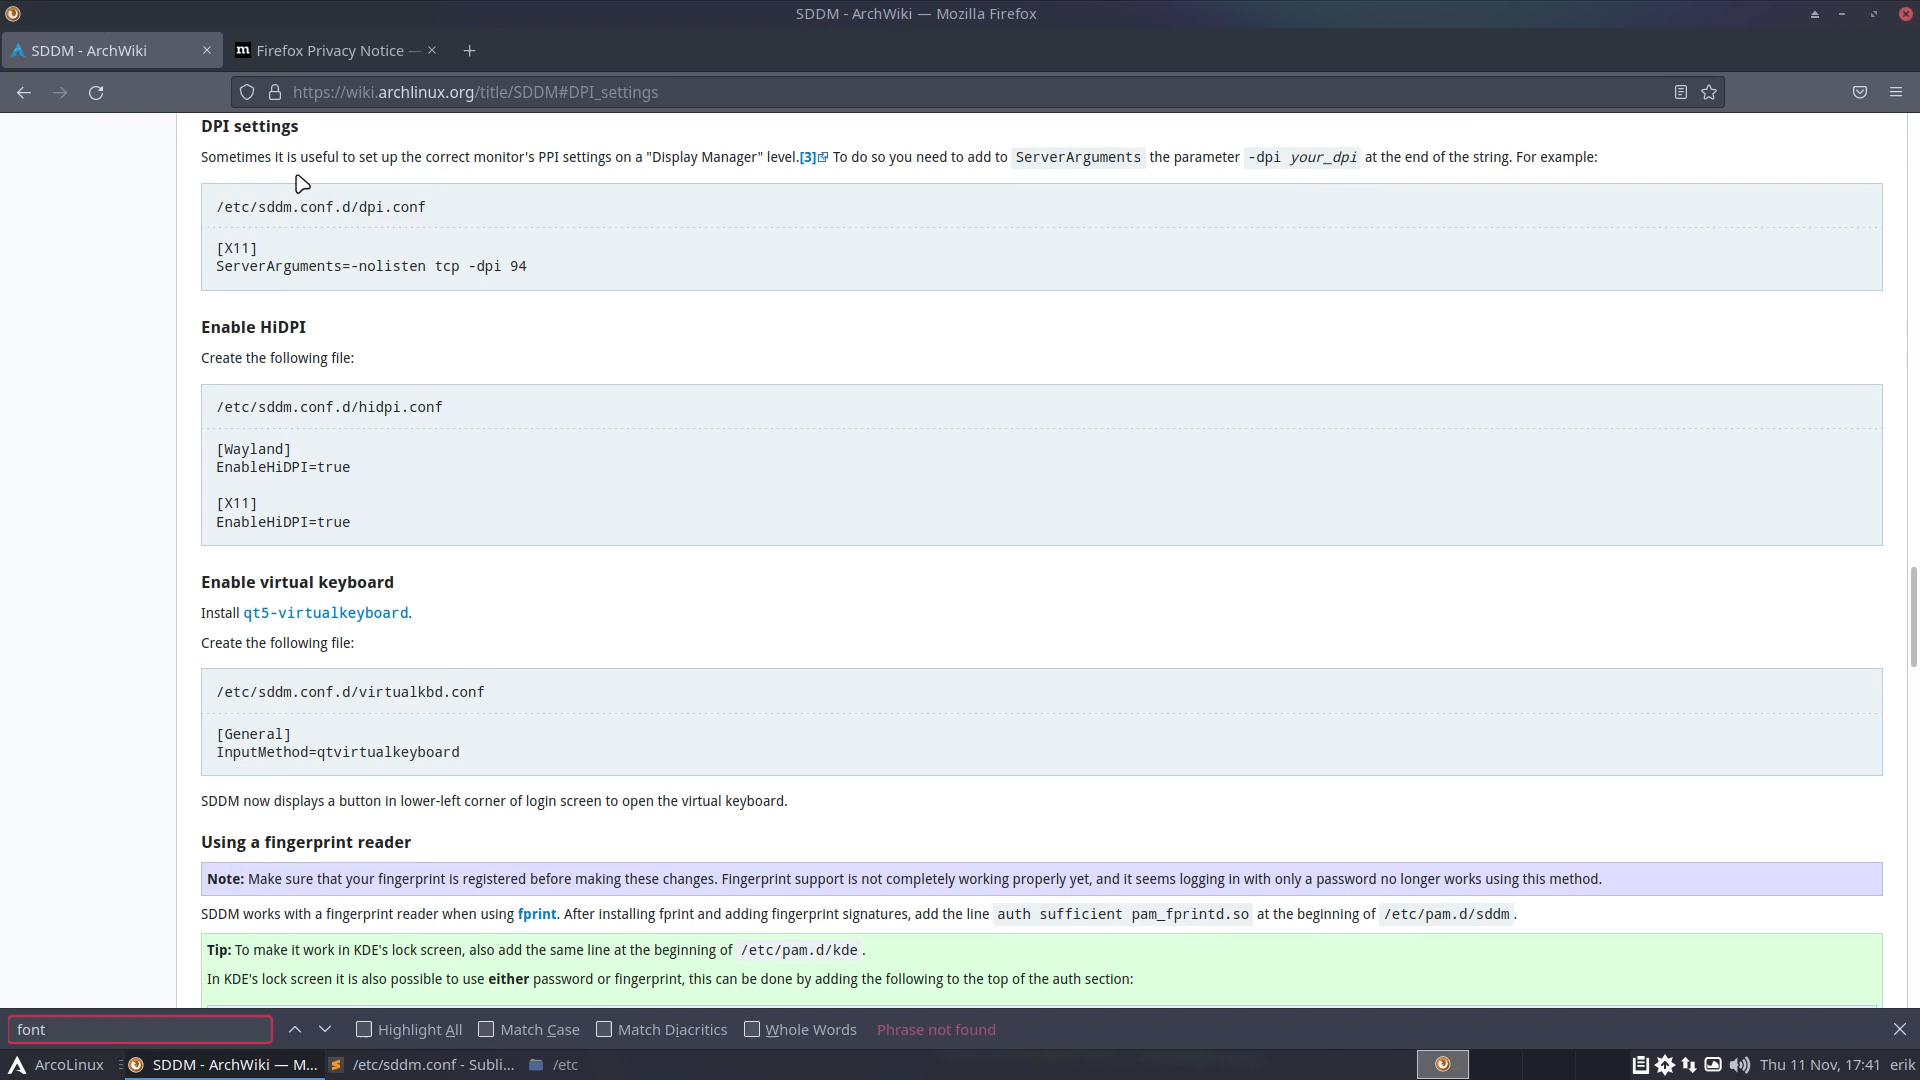 SDDM - ArchWiki — Mozilla Firefox
SDDM - ArchWiki
Firefox Privacy Notice —
https://wiki.archlinux.org/title/SDDM#DPI_settings
DPI settings
Sometimes it is useful to set up the correct monitor's PPI settings on a "Display Manager" level.[3] To do so you need to add to ServerArguments the parameter -dpi your_dpi at the end of the string. For example:
/etc/sddm.conf.d/dpi.conf
[X11]
ServerArguments=-nolisten tcp -dpi 94
Enable HiDPI
Create the following file:
/etc/sddm.conf.d/hidpi.conf
[Wayland]
EnableHiDPI=true
[X11]
EnableHiDPI=true
Enable virtual keyboard
Install qt5-virtualkeyboard.
Create the following file:
/etc/sddm.conf.d/virtualkbd.conf
[General]
InputMethod=qtvirtualkeyboard
SDDM now displays a button in lower-left corner of login screen to open the virtual keyboard.
Using a fingerprint reader
Note: Make sure that your fingerprint is registered before making these changes. Fingerprint support is not completely working properly yet, and it seems logging in with only a password no longer works using this method.
SDDM works with a fingerprint reader when using fprint. After installing fprint and adding fingerprint signatures, add the line auth sufficient pam_fprintd.so at the beginning of /etc/pam.d/sddm.
Tip: To make it work in KDE's lock screen, also add the same line at the beginning of /etc/pam.d/kde.
In KDE's lock screen it is also possible to use either password or fingerprint, this can be done by adding the following to the top of the auth section:
font
Highlight All
Match Case
Match Diacritics
Whole Words
Phrase not found
ArcoLinux
SDDM - ArchWiki — M...
/etc/sddm.conf - Subli...
/etc
Thu 11 Nov, 17:41
erik